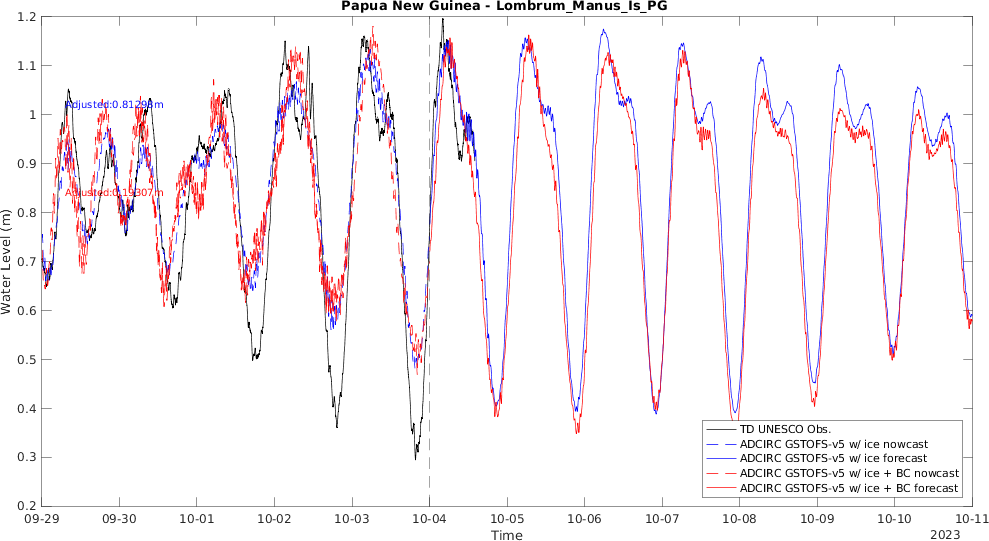 Papua New Guinea - Lombrum_Manus_Is_PG
Water Level (m)
1.2
1.1
1
0.9
0.8
0.7
0.6
0.5
0.4
0.3
0.2
Adjusted:0.81293m
Adjusted:0.19307m
TD UNESCO Obs.
ADCIRC GSTOFS-v5 w/ ice nowcast
ADCIRC GSTOFS-v5 w/ ice forecast
ADCIRC GSTOFS-v5 w/ ice + BC nowcast
ADCIRC GSTOFS-v5 w/ ice + BC forecast
09-29 09-30 10-01 10-02 10-03 10-04 10-05 10-06 10-07 10-08 10-09 10-10 10-11
Time
2023